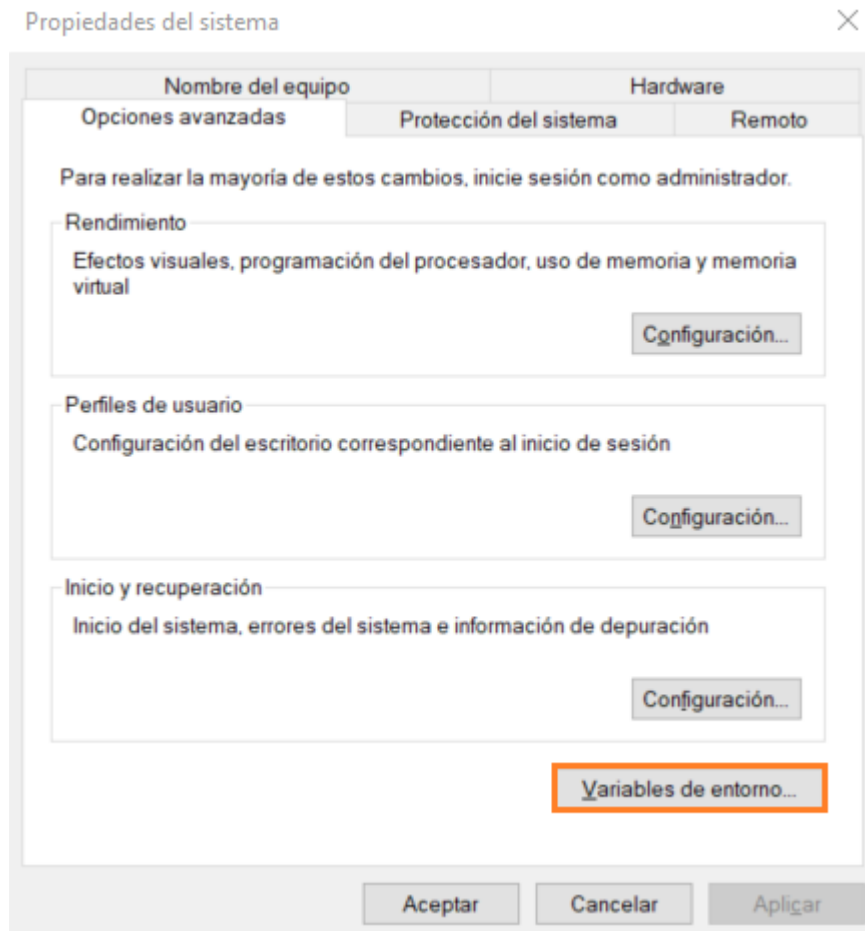 Propiedades del sistema
Nombre del equipo
Hardware
Opciones avanzadas
Protección del sistema
Remoto
Para realizar la mayoría de estos cambios, inicie sesión como administrador.
Rendimiento
Efectos visuales, programación del procesador, uso de memoria y memoria
virtual
Configuración...
Perfiles de usuario
Configuración del escritorio correspondiente al inicio de sesión
Configuración...
Inicio y recuperación
Inicio del sistema, errores del sistema e información de depuración
Configuración...
Variables de entorno...
Aceptar
Cancelar
Aplicar